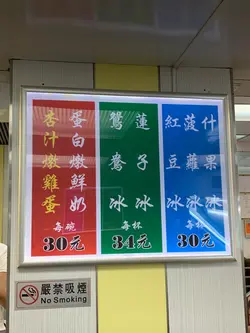 杏汁燉雞蛋
蛋白燉鮮奶
每碗
30元
鴛鴦冰
蓮子冰
每杯
34元
紅豆冰
菠蘿冰
什果冰
每杯
30元
嚴禁吸煙
No Smoking